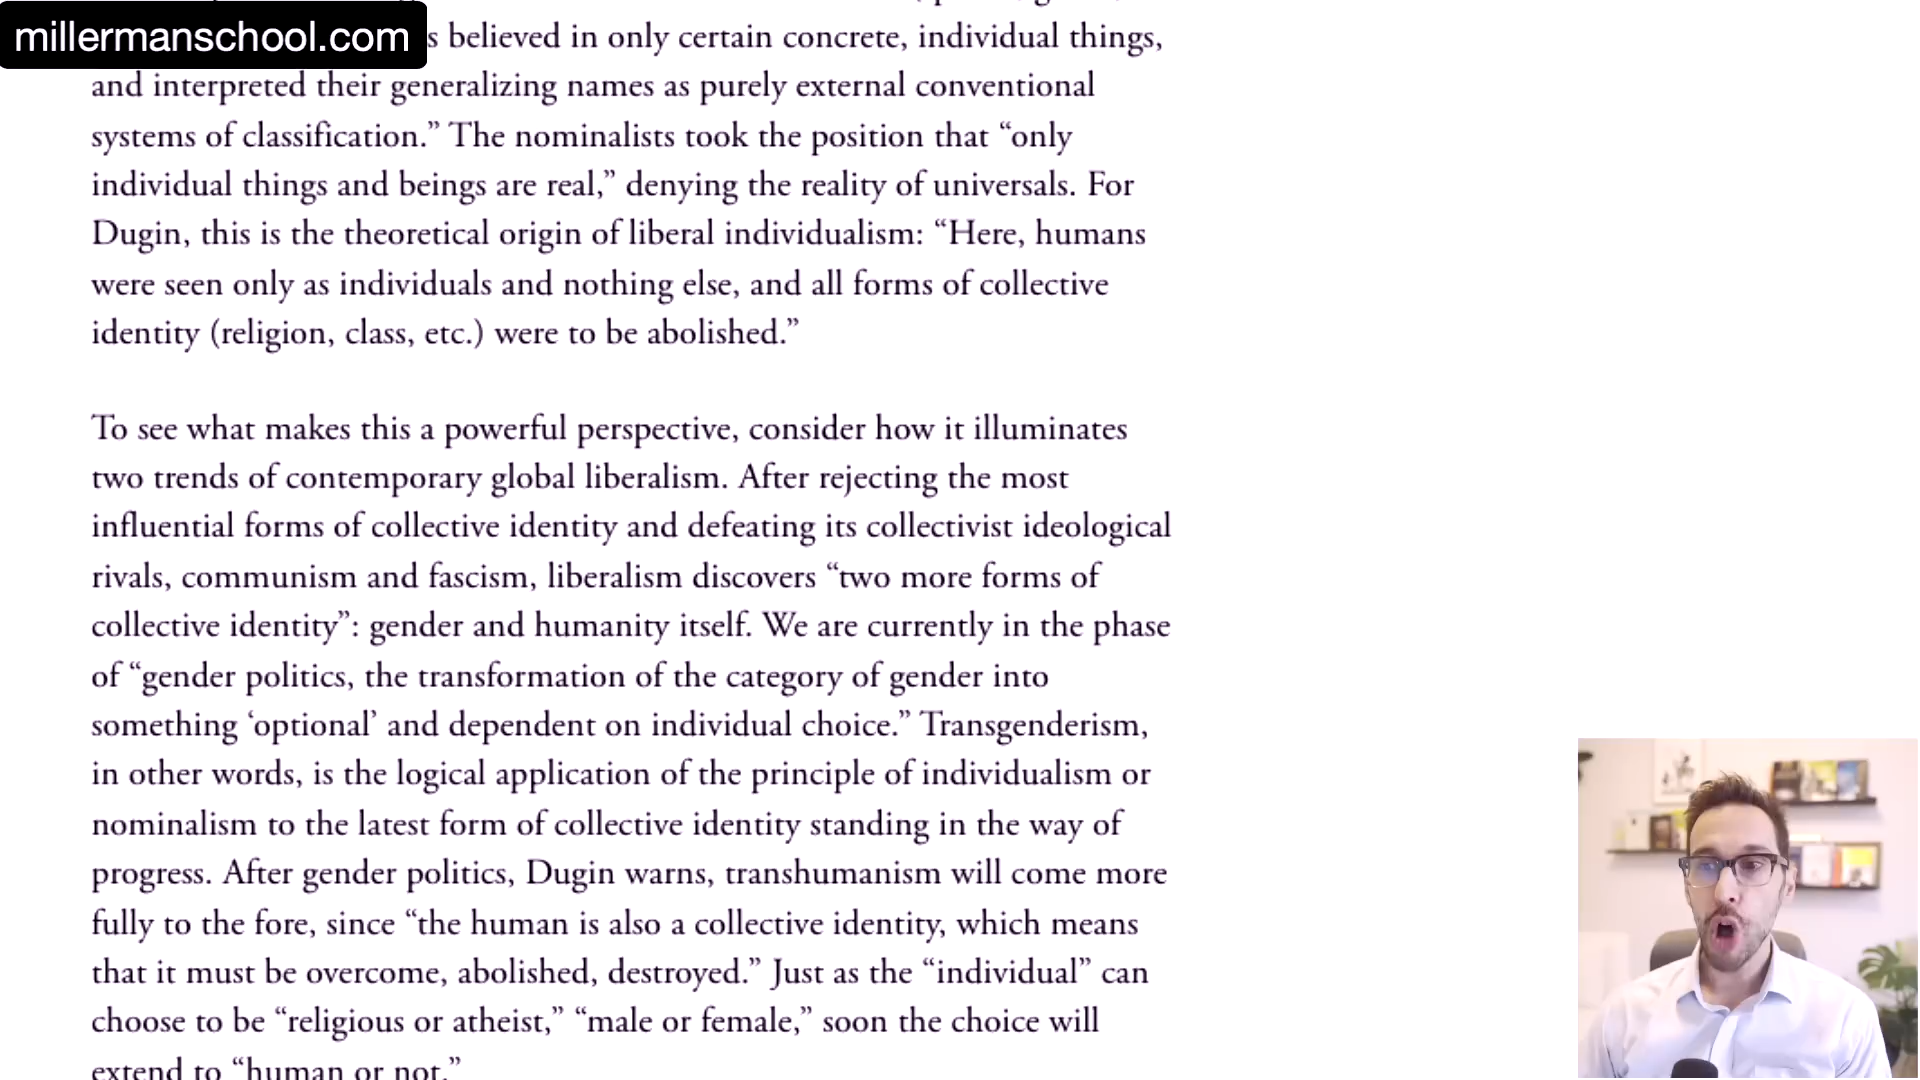 millermanschool.com
s believed in only certain concrete, individual things,
and interpreted their generalizing names as purely external conventional
systems of classification.” The nominalists took the position that “only
individual things and beings are real,” denying the reality of universals. For
Dugin, this is the theoretical origin of liberal individualism: “Here, humans
were seen only as individuals and nothing else, and all forms of collective
identity (religion, class, etc.) were to be abolished.”
To see what makes this a powerful perspective, consider how it illuminates
two trends of contemporary global liberalism. After rejecting the most
influential forms of collective identity and defeating its collectivist ideological
rivals, communism and fascism, liberalism discovers “two more forms of
collective identity”: gender and humanity itself. We are currently in the phase
of “gender politics, the transformation of the category of gender into
something ‘optional’ and dependent on individual choice.” Transgenderism,
in other words, is the logical application of the principle of individualism or
nominalism to the latest form of collective identity standing in the way of
progress. After gender politics, Dugin warns, transhumanism will come more
fully to the fore, since “the human is also a collective identity, which means
that it must be overcome, abolished, destroyed.” Just as the “individual” can
choose to be “religious or atheist,” “male or female,” soon the choice will
extend to “human or not.”